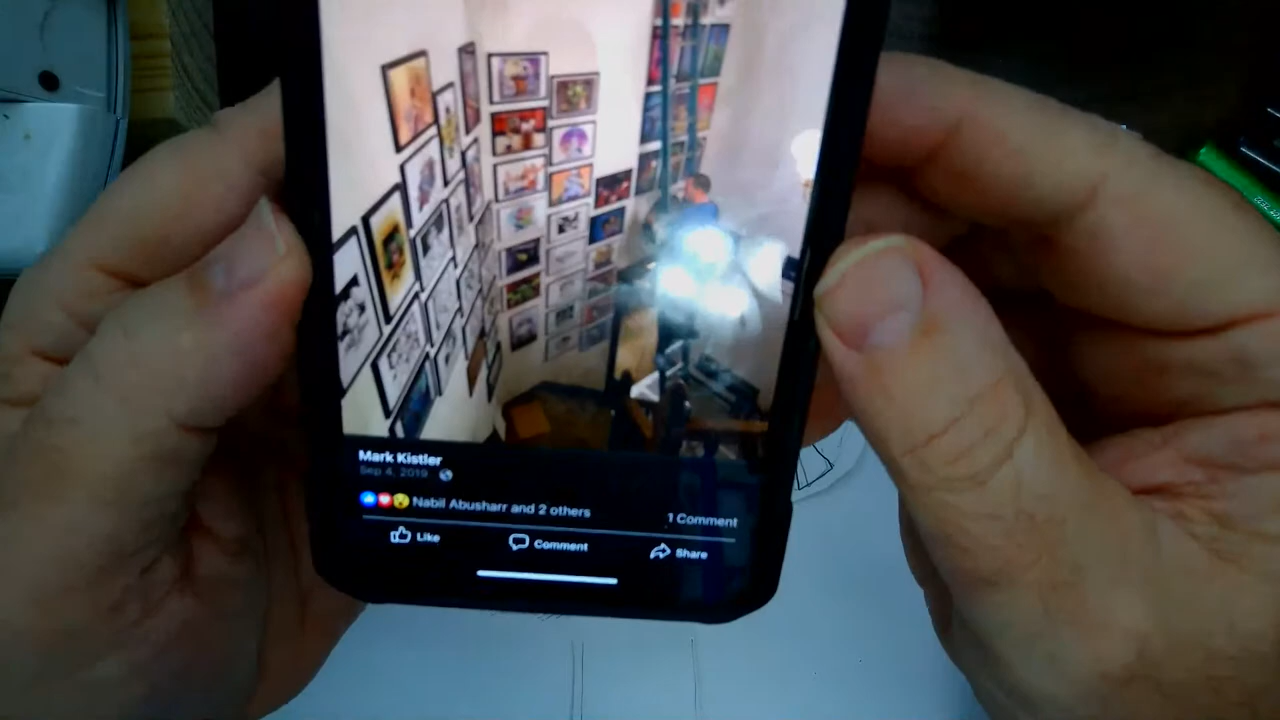 Mark Kistler
Sep 4, 2019
Nabil Abusharr and 2 others
1 Comment
Like
Comment
Share